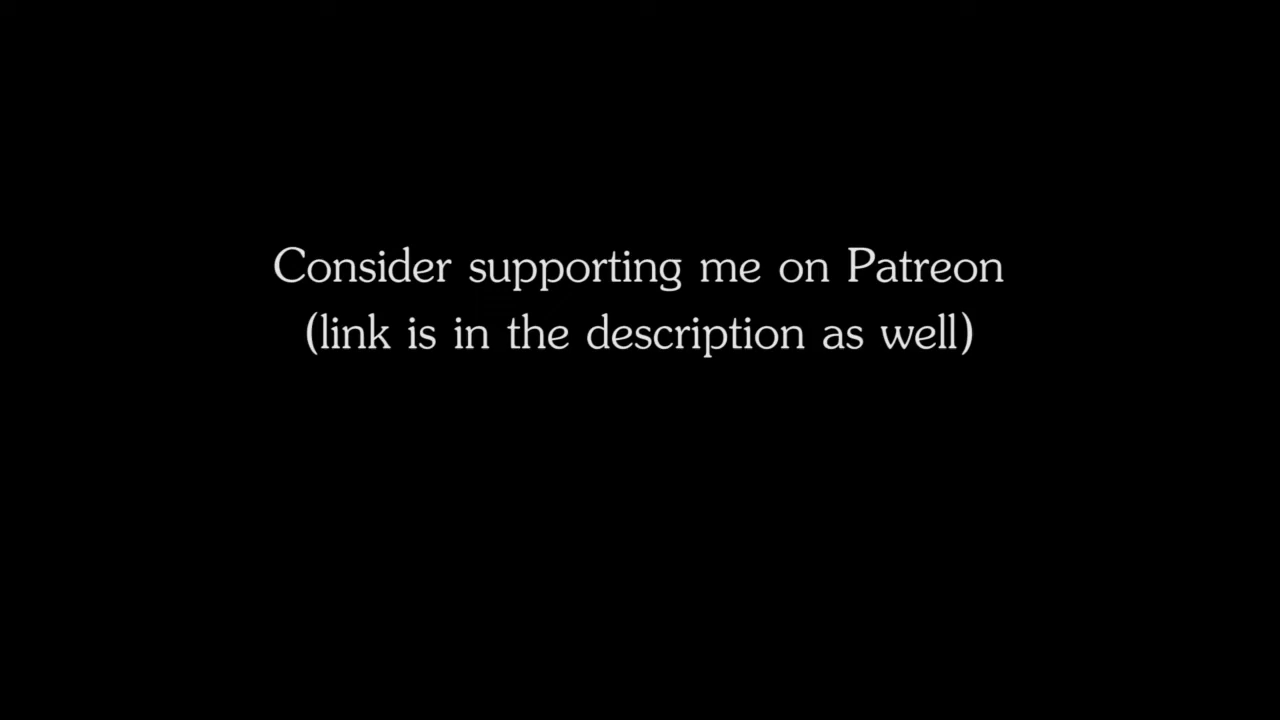 Consider supporting me on Patreon
(link is in the description as well)